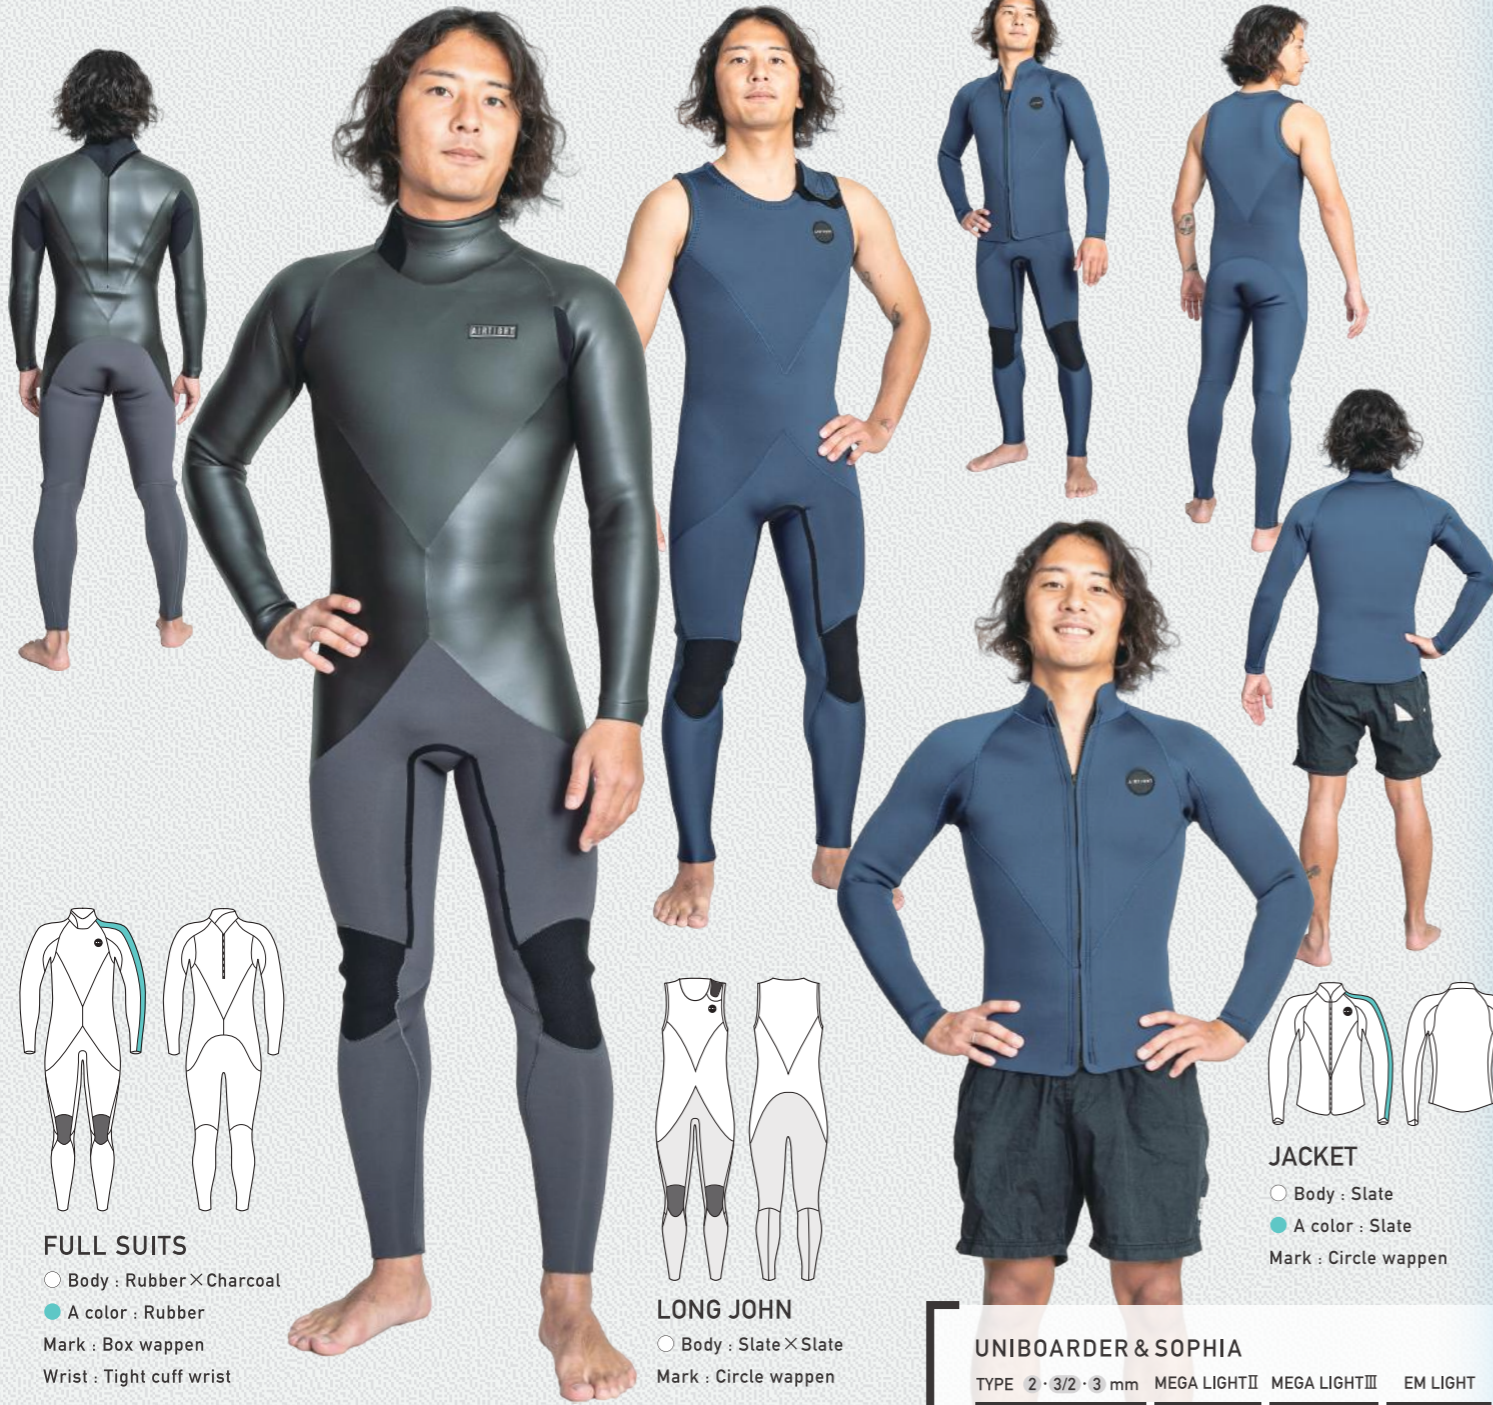 AIRTIGHT
FULL SUITS
Body : Rubber×Charcoal
A color : Rubber
Mark : Box wappen
Wrist : Tight cuff wrist
LONG JOHN
Body : Slate×Slate
Mark : Circle wappen
JACKET
Body : Slate
A color : Slate
Mark : Circle wappen
UNIBOARDER & SOPHIA
TYPE 2・3/2・3 mm MEGA LIGHTⅡ MEGA LIGHTⅢ EM LIGHT